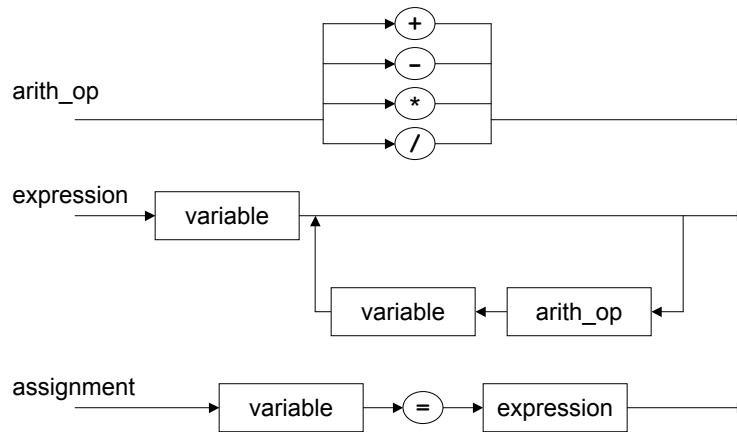 arith_op
+
-
*
/
expression
variable
variable
arith_op
assignment
variable
=
expression